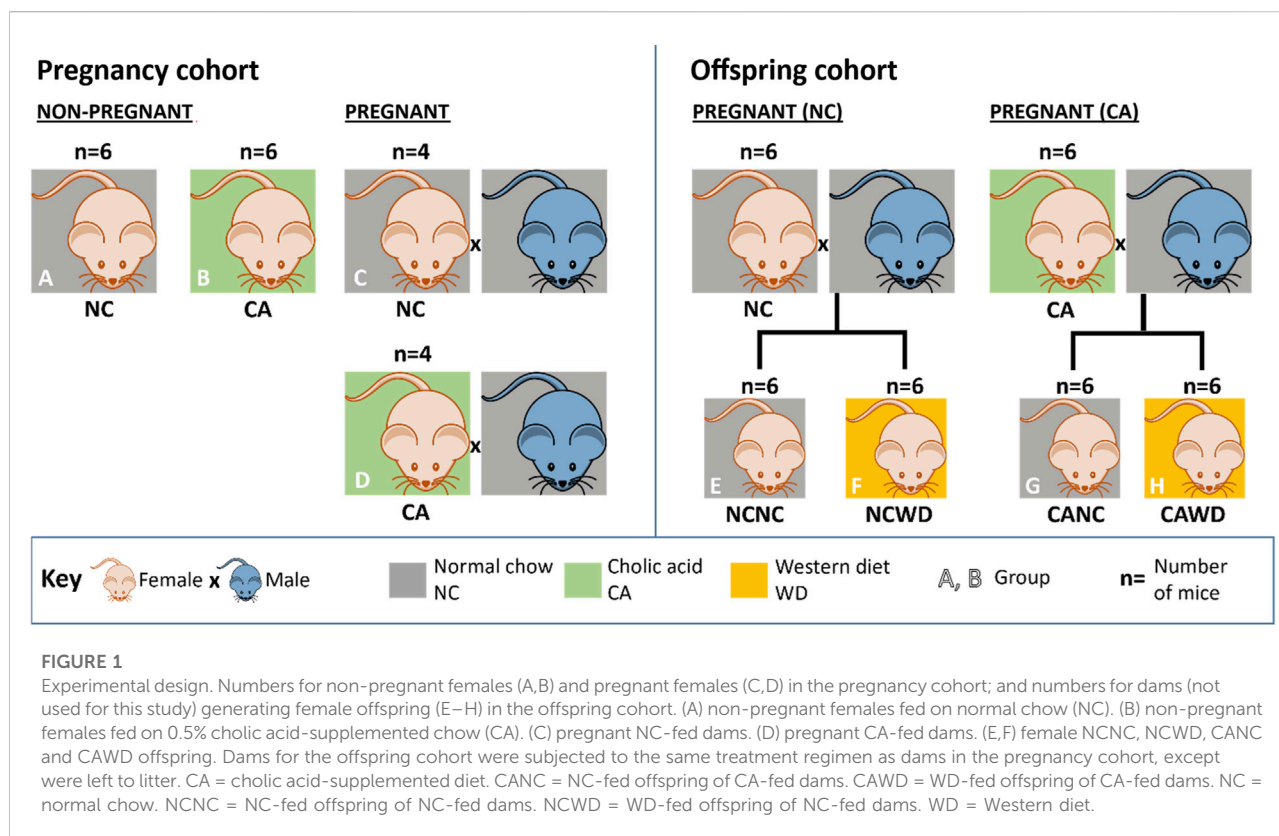 Pregnancy cohort
NON-PREGNANT
PREGNANT
n=6
n=6
n=4
A
B
C
x
NC
CA
NC
n=4
D
x
CA
Offspring cohort
PREGNANT (NC)
PREGNANT (CA)
n=6
n=6
x
x
NC
CA
n=6
n=6
n=6
n=6
E
F
G
H
NCNC
NCWD
CANC
CAWD
Key
Female x Male
Normal chow
NC
Cholic acid
CA
Western diet
WD
A, B Group
n= Number
of mice
FIGURE 1
Experimental design. Numbers for non-pregnant females (A,B) and pregnant females (C,D) in the pregnancy cohort; and numbers for dams (not
used for this study) generating female offspring (E–H) in the offspring cohort. (A) non-pregnant females fed on normal chow (NC). (B) non-pregnant
females fed on 0.5% cholic acid-supplemented chow (CA). (C) pregnant NC-fed dams. (D) pregnant CA-fed dams. (E,F) female NCNC, NCWD, CANC
and CAWD offspring. Dams for the offspring cohort were subjected to the same treatment regimen as dams in the pregnancy cohort, except
were left to litter. CA = cholic acid-supplemented diet. CANC = NC-fed offspring of CA-fed dams. CAWD = WD-fed offspring of CA-fed dams. NC =
normal chow. NCNC = NC-fed offspring of NC-fed dams. NCWD = WD-fed offspring of NC-fed dams. WD = Western diet.